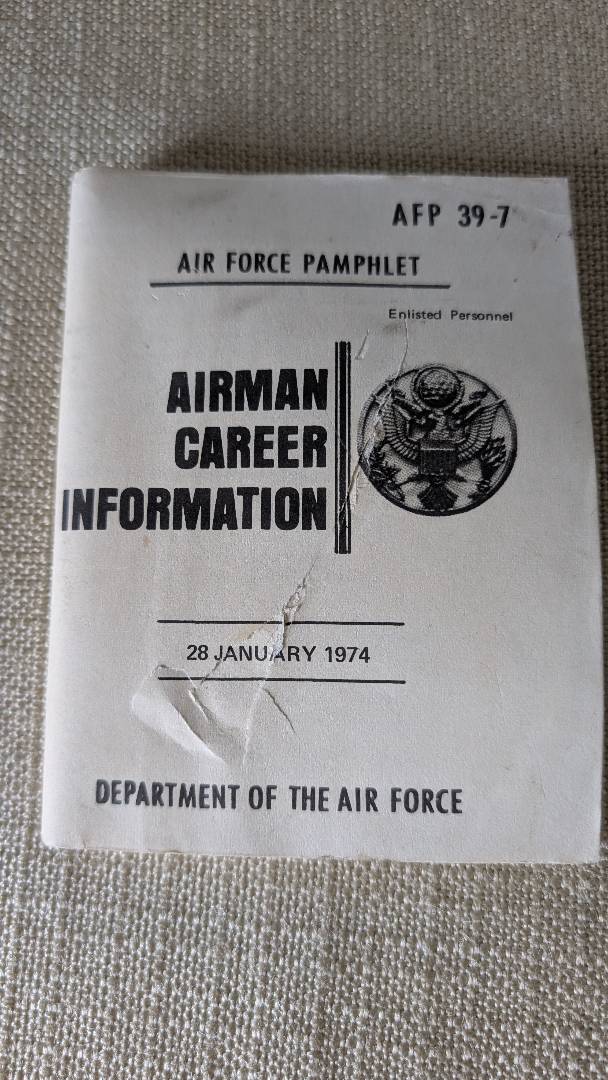 AFP 39-7
AIR FORCE PAMPHLET
Enlisted Personnel
AIRMAN
CAREER
INFORMATION
28 JANUARY 1974
DEPARTMENT OF THE AIR FORCE